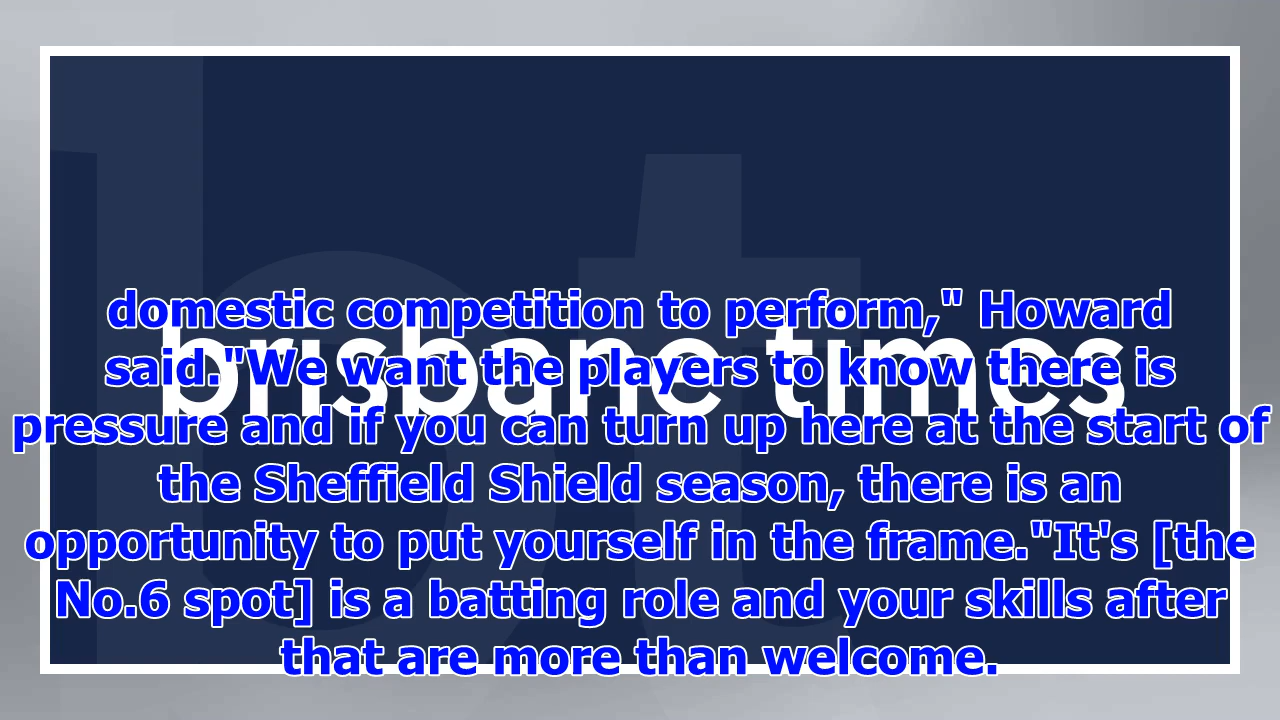 domestic competition to perform," Howard
said."We want the players to know there is
brisbane times
pressure and if you can turn up here at the start of
the Sheffield Shield season, there is an
opportunity to put yourself in the frame."It's [the
No.6 spot] is a batting role and your skills after
that are more than welcome.
bt